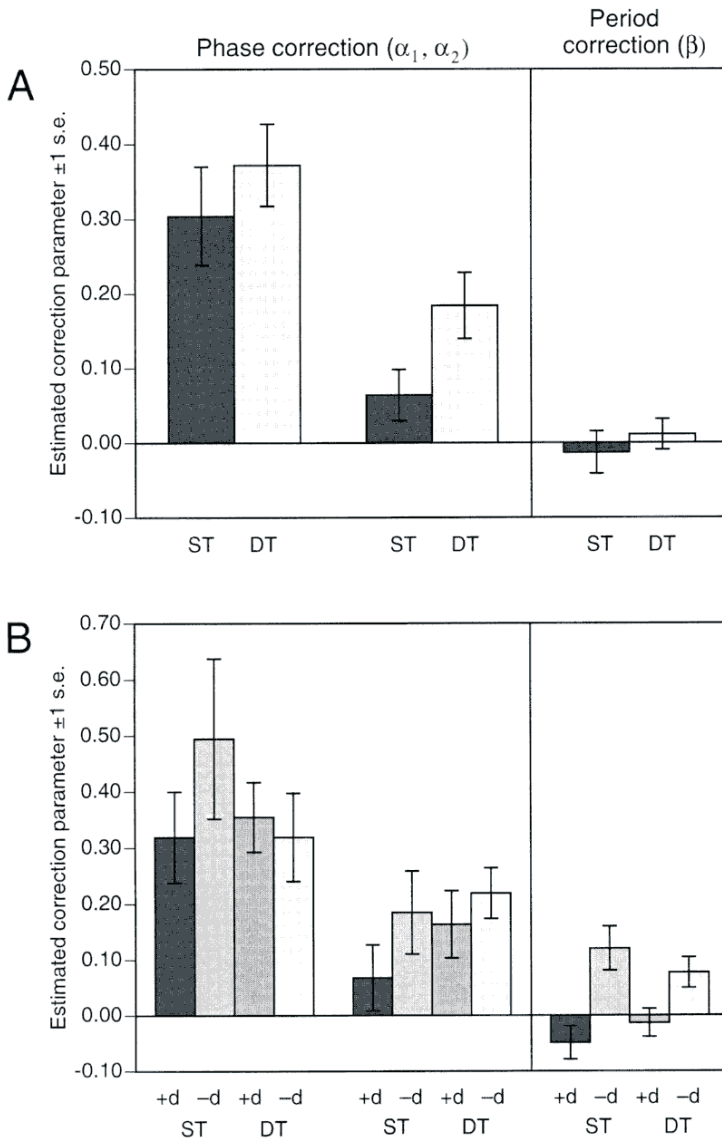 Phase correction (α₁, α₂)
Period
correction (β)
A
Estimated correction parameter ±1 s.e.
0.50
0.40
0.30
0.20
0.10
0.00
-0.10
ST DT ST DT ST DT
B
Estimated correction parameter ±1 s.e.
0.70
0.60
0.50
0.40
0.30
0.20
0.10
0.00
-0.10
+d –d +d –d +d –d +d –d +d –d +d –d
ST DT ST DT ST DT